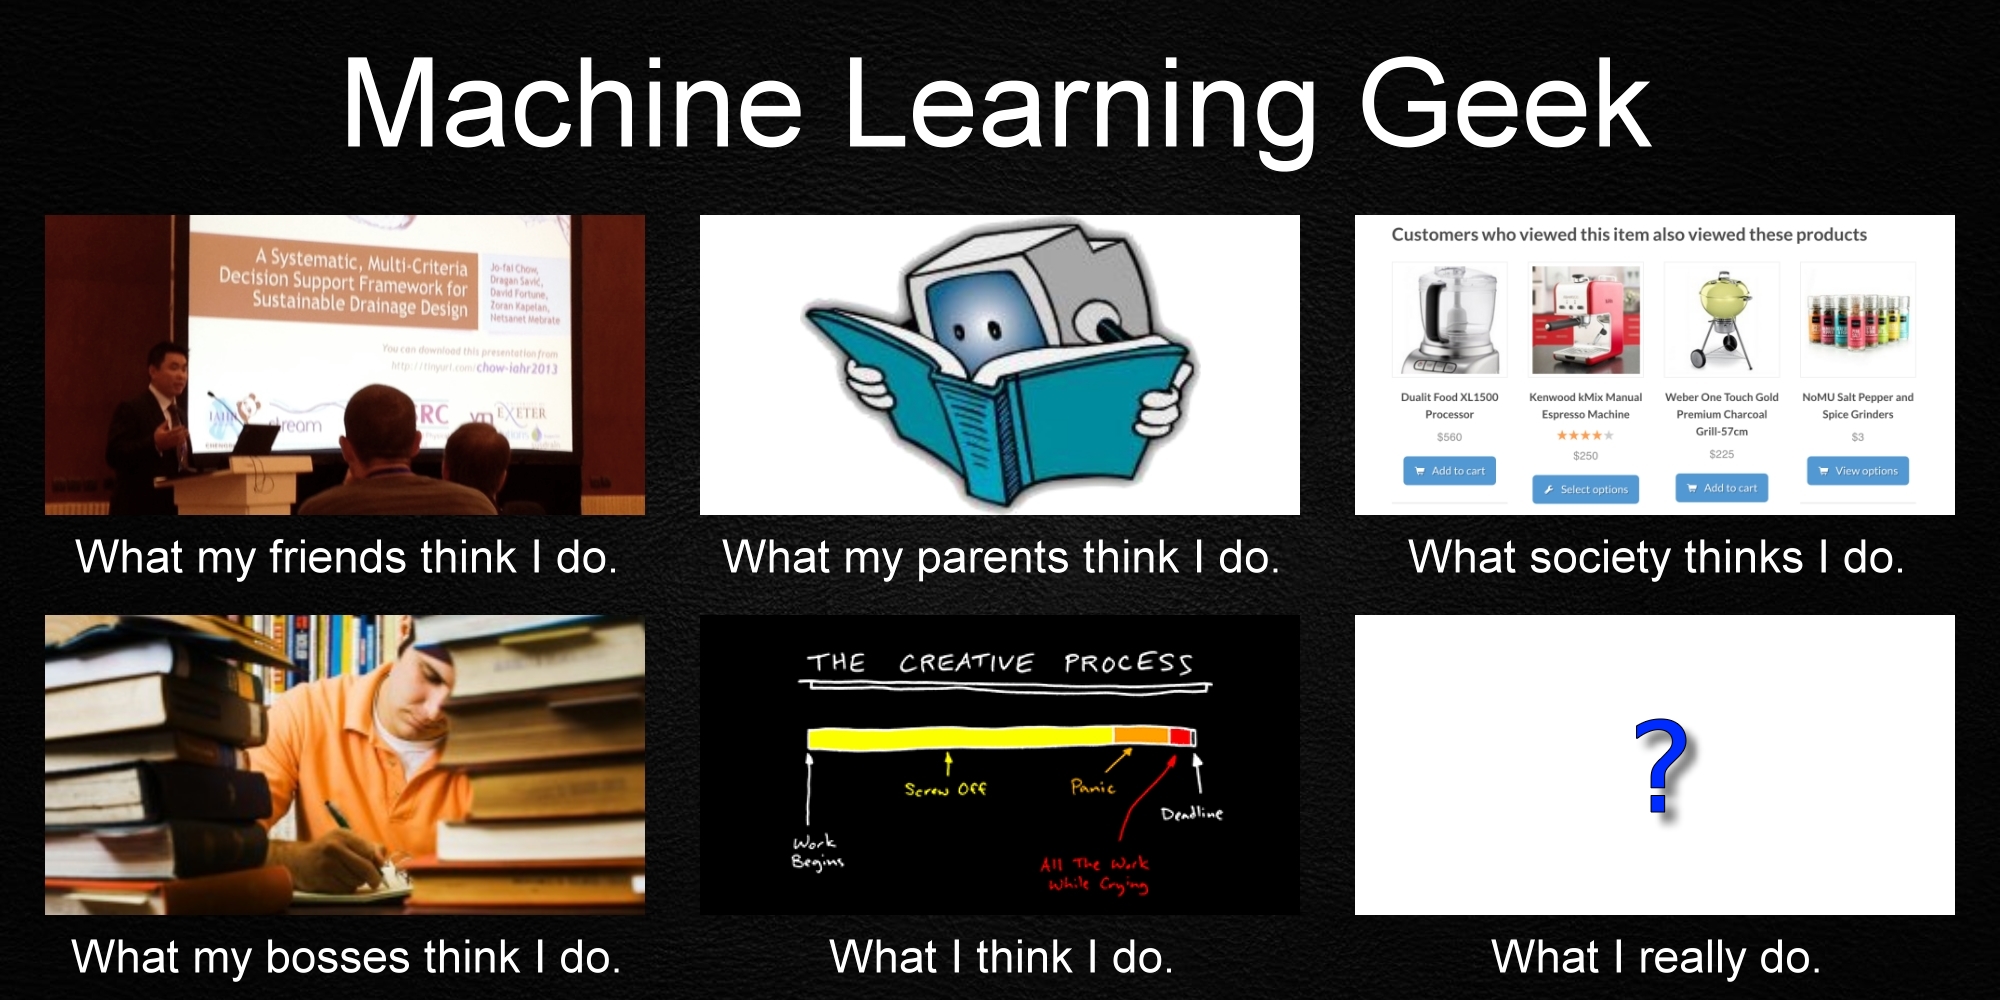 Machine Learning Geek
A Systematic, Multi-Criteria
Decision Support Framework for
Sustainable Drainage Design
Jo-fai Chow,
Dragan Savić,
David Fortune,
Zoran Kapelan,
Netsanet Mebrate
You can download this presentation from
http://tinyurl.com/chow-iahr2013
IAHR
stream
RC
EXETER
What my friends think I do.
What my parents think I do.
Customers who viewed this item also viewed these products
Dualit Food XL1500
Processor
$560
Add to cart
Kenwood kMix Manual
Espresso Machine
$250
Select options
Weber One Touch Gold
Premium Charcoal
Grill-57cm
$225
Add to cart
NoMU Salt Pepper and
Spice Grinders
$3
View options
What society thinks I do.
What my bosses think I do.
THE CREATIVE PROCESS
Screw Off
Panic
Deadline
Work
Begins
All The Work
While Crying
What I think I do.
?
What I really do.